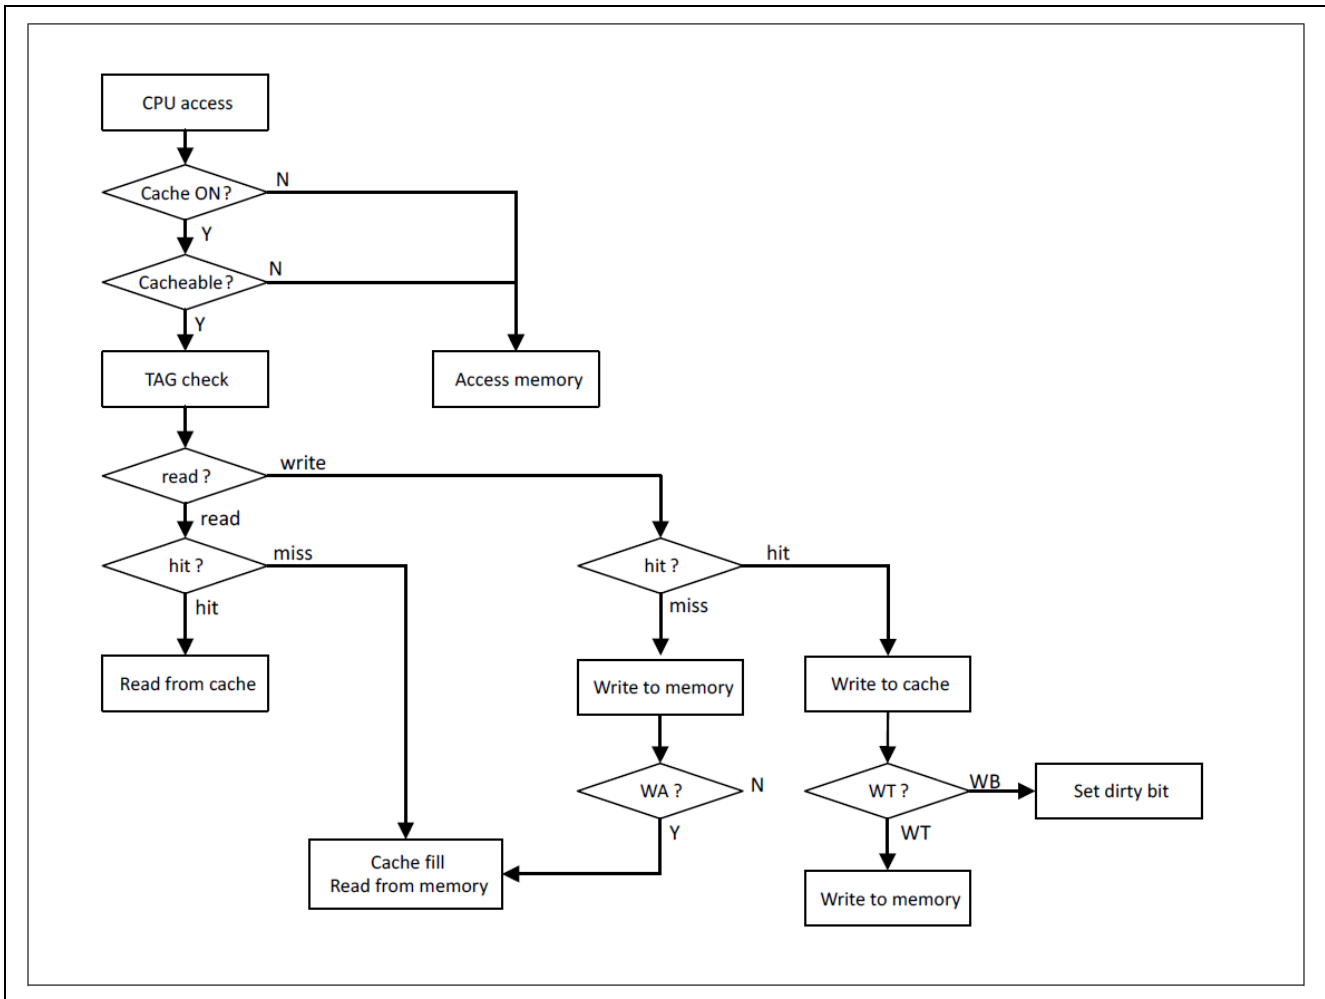 CPU access
Cache ON ?
N
Y
Cacheable ?
N
Y
TAG check
Access memory
read ?
write
read
hit ?
miss
hit
hit ?
hit
miss
Read from cache
Write to memory
Write to cache
WA ?
N
Y
WT ?
WB
WT
Set dirty bit
Cache fill
Read from memory
Write to memory